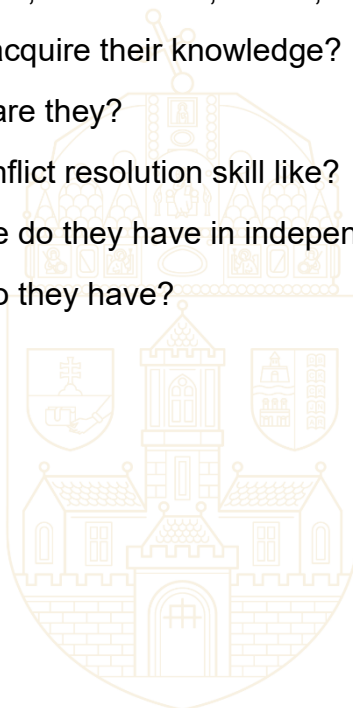 acquire their knowledge?
are they?
nflict resolution skill like?
e do they have in indepen
o they have?